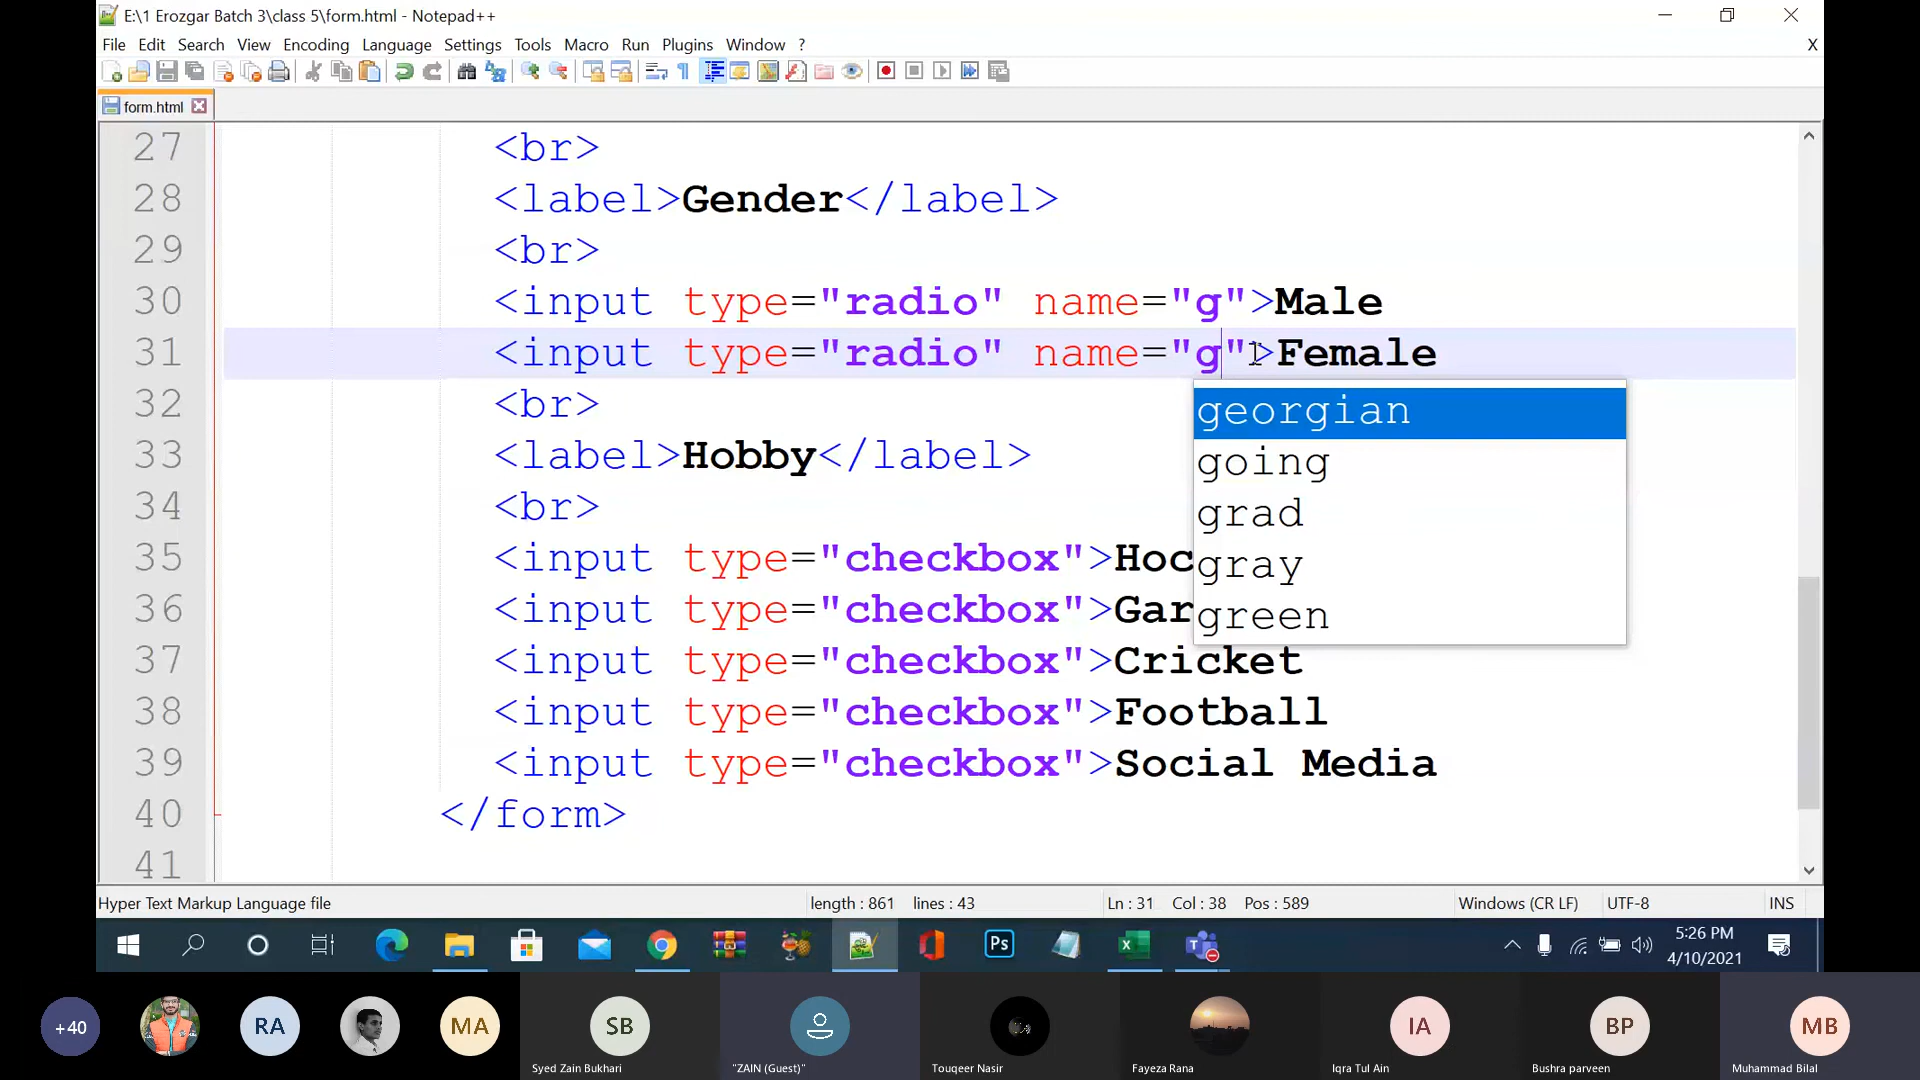 E:\1 Erozgar Batch 3\class 5\form.html - Notepad++
File Edit Search View Encoding Language Settings Tools Macro Run Plugins Window ? X
form.html
27 <br>
28 <label>Gender</label>
29 <br>
30 <input type="radio" name="g">Male
31 <input type="radio" name="g">Female
32 <br>
georgian
33 <label>Hobby</label>
going
34 <br>
grad
35 <input type="checkbox">Hoc
gray
36 <input type="checkbox">Gar
green
37 <input type="checkbox">Cricket
38 <input type="checkbox">Football
39 <input type="checkbox">Social Media
40 </form>
41
Hyper Text Markup Language file length : 861 lines : 43 Ln : 31 Col : 38 Pos : 589 Windows (CR LF) UTF-8 INS
Ps
5:26 PM
4/10/2021
+40 RA MA SB IA BP MB
Syed Zain Bukhari "ZAIN (Guest)" Touqeer Nasir Fayeza Rana Iqra Tul Ain Bushra parveen Muhammad Bilal